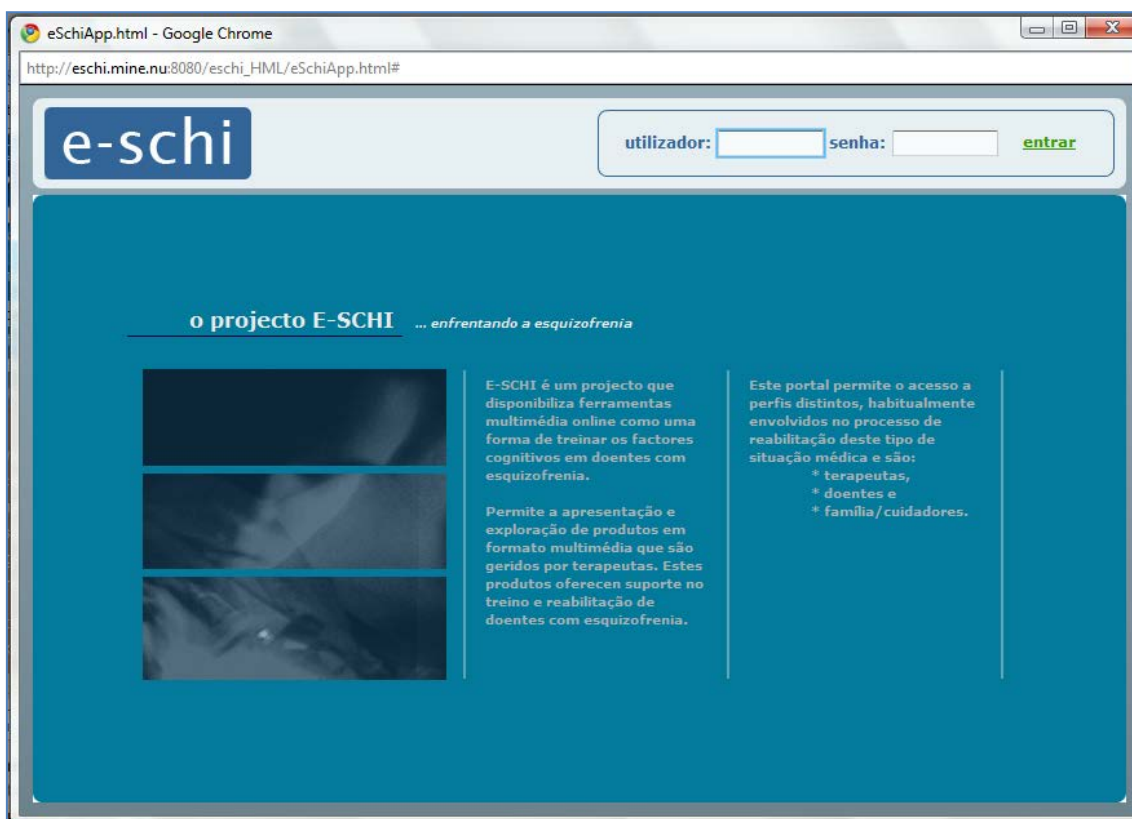 eSchiApp.html - Google Chrome
http://eschi.mine.nu:8080/eschi_HML/eSchiApp.html#
e-schi
utilizador: senha: entrar
o projecto E-SCHI ... enfrentando a esquizofrenia
E-SCHI é um projecto que
disponibiliza ferramentas
multimédia online como uma
forma de treinar os factores
cognitivos em doentes com
esquizofrenia.
Permite a apresentação e
exploração de produtos em
formato multimédia que são
geridos por terapeutas. Estes
produtos oferecen suporte no
treino e reabilitação de
doentes com esquizofrenia.
Este portal permite o acesso a
perfis distintos, habitualmente
envolvidos no processo de
reabilitação deste tipo de
situação médica e são:
* terapeutas,
* doentes e
* família/cuidadores.